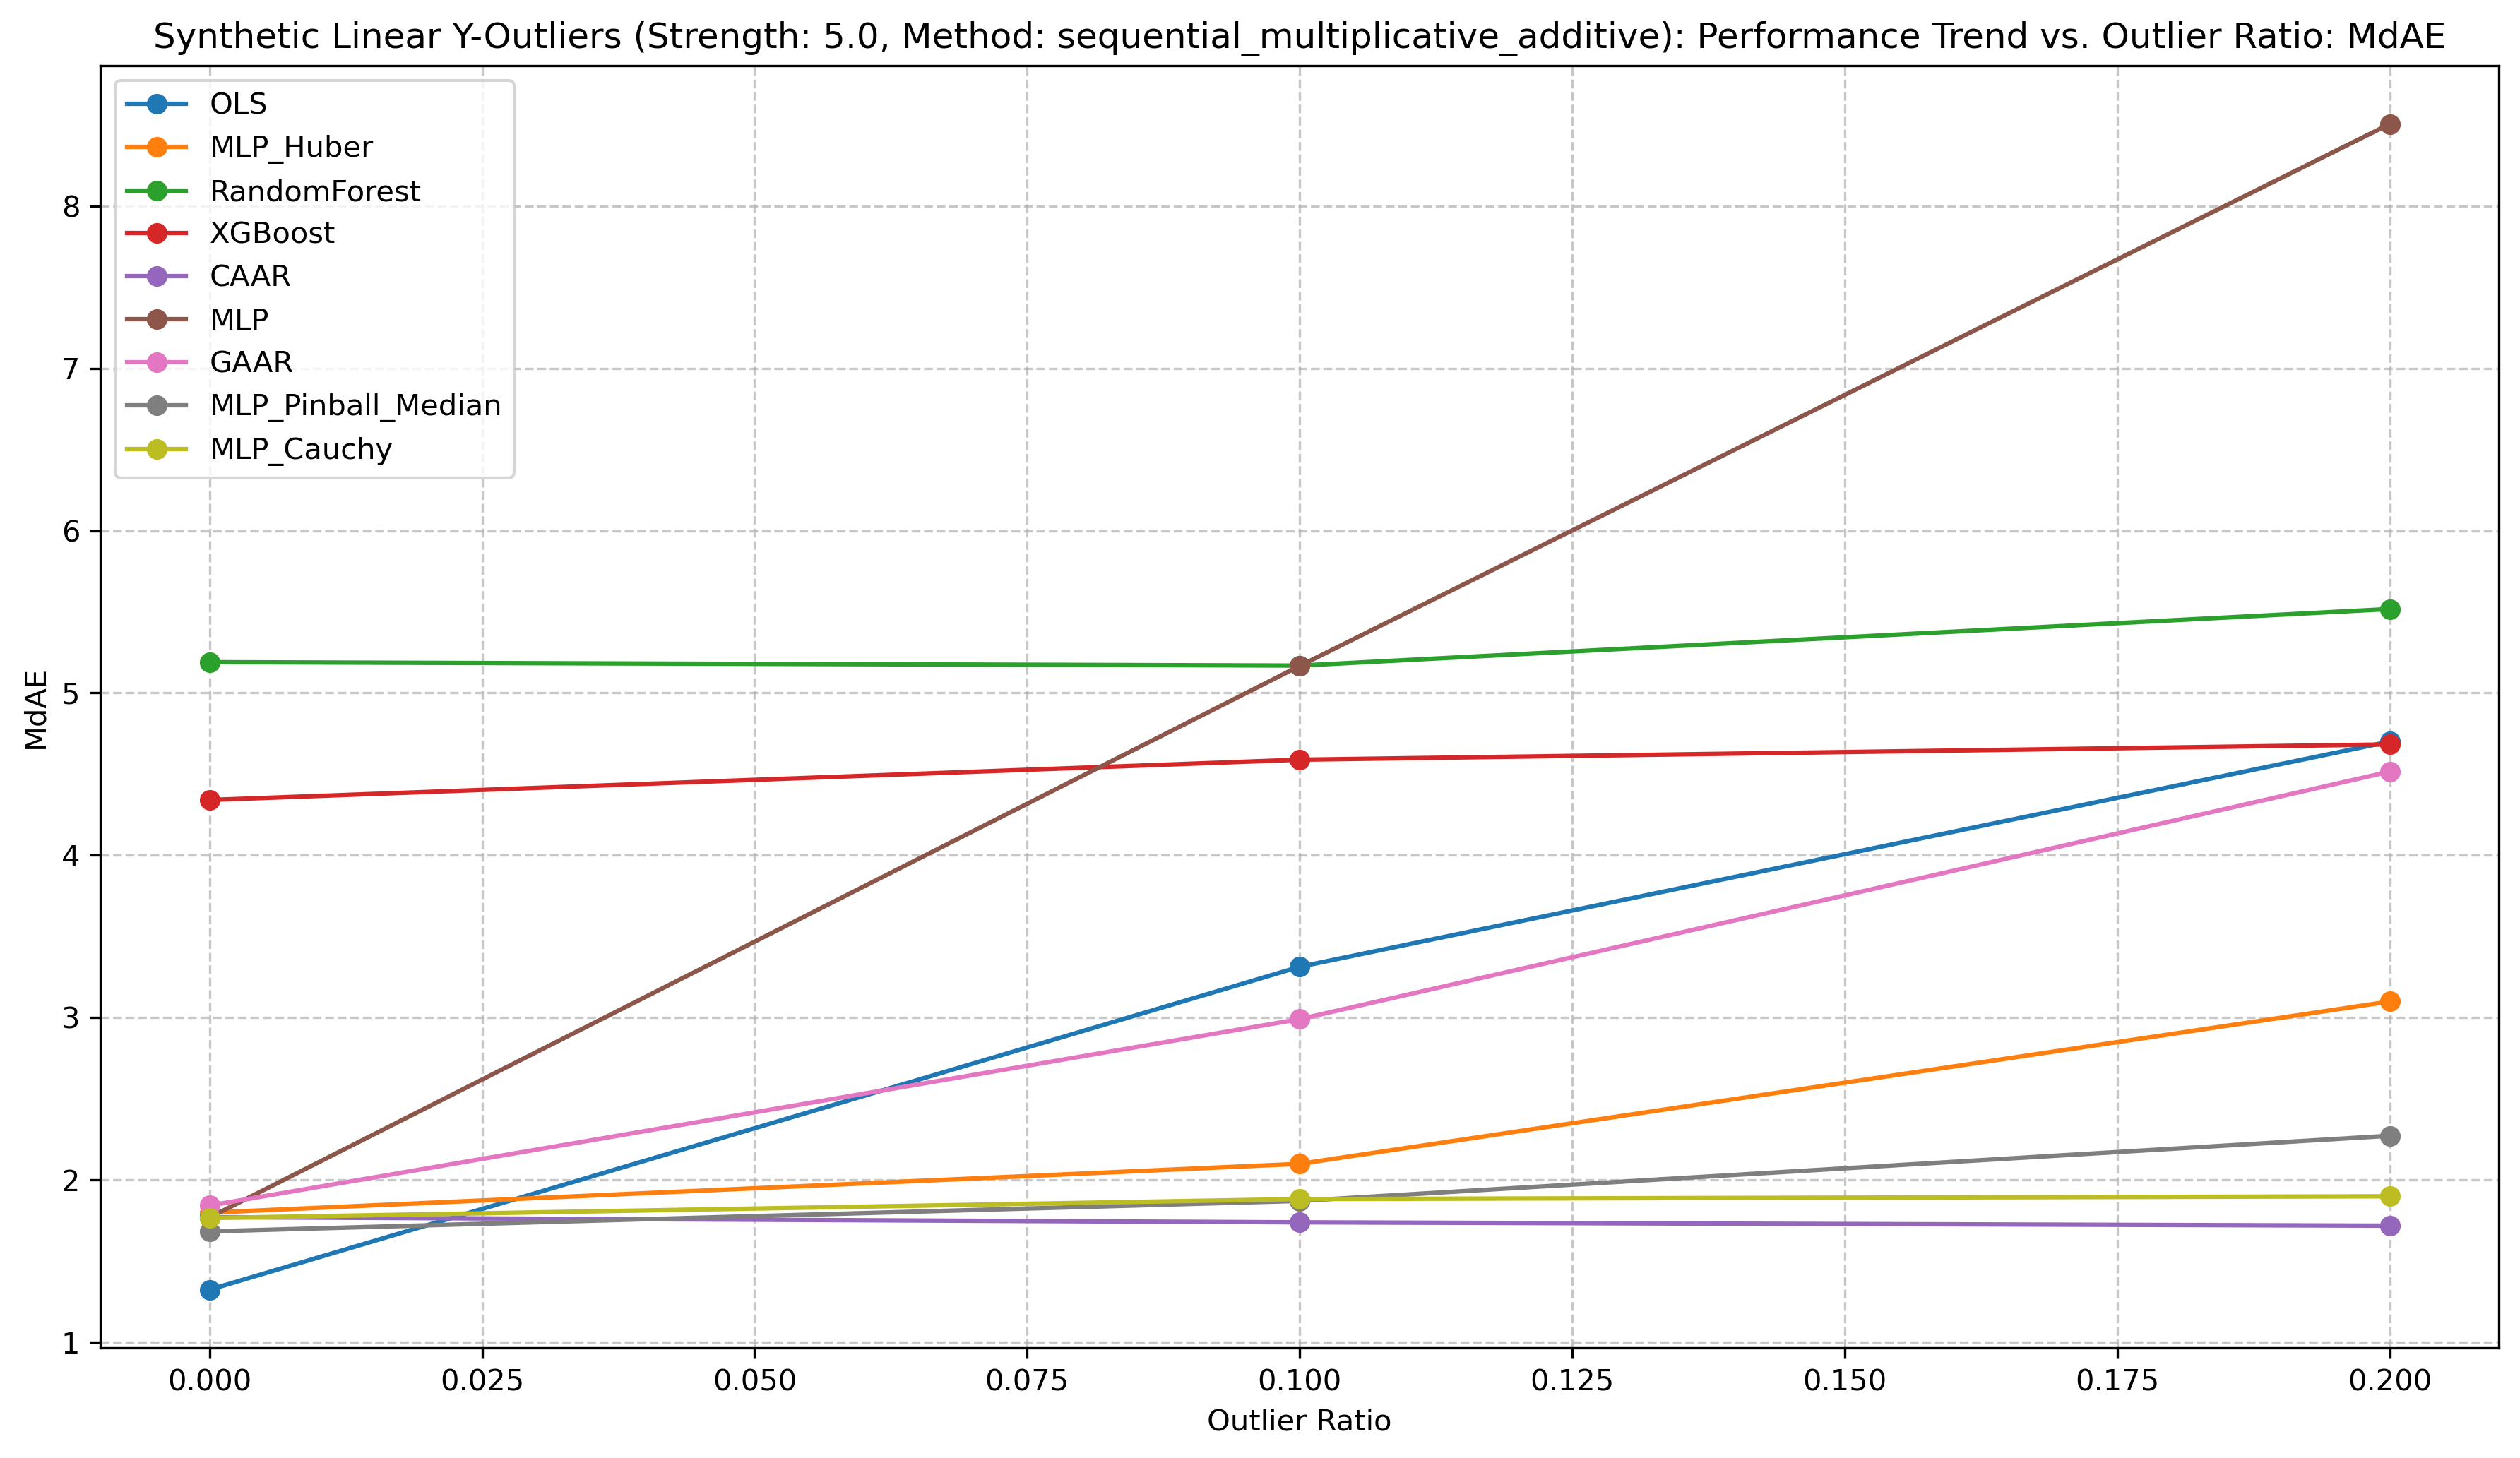 Synthetic Linear Y-Outliers (Strength: 5.0, Method: sequential_multiplicative_additive): Performance Trend vs. Outlier Ratio: MdAE
OLS
MLP_Huber
RandomForest
XGBoost
CAAR
MLP
GAAR
MLP_Pinball_Median
MLP_Cauchy
MdAE
8
7
6
5
4
3
2
1
0.000 0.025 0.050 0.075 0.100 0.125 0.150 0.175 0.200
Outlier Ratio